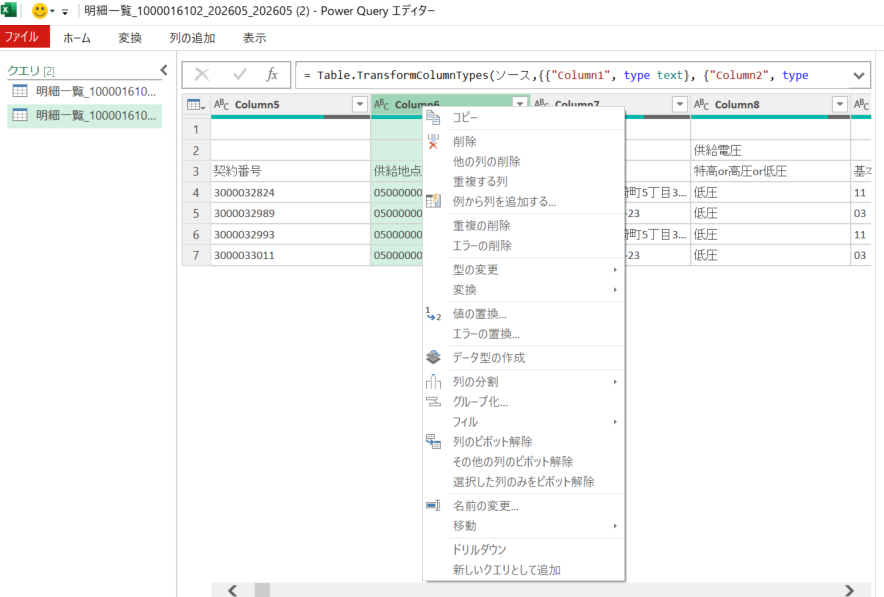 明細一覧_1000016102_202605_202605 (2) - Power Query エディター
ファイル ホーム 変換 列の追加 表示
クエリ [2]
明細一覧_100001610...
明細一覧_100001610...
fx = Table.TransformColumnTypes(ソース,{{"Column1", type text}, {"Column2", type
ABC Column5 ABC Column6 ABC Column7 ABC Column8 ABC
1
2 供給電圧
3 契約番号 供給地点 特高or高圧or低圧 基本
4 3000032824 05000000 町5丁目3... 低圧 11
5 3000032989 05000000 -23 低圧 03
6 3000032993 05000000 町5丁目3... 低圧 11
7 3000033011 05000000 -23 低圧 03
コピー
削除
他の列の削除
重複する列
例から列を追加する...
重複の削除
エラーの削除
型の変更
変換
値の置換...
エラーの置換...
データ型の作成
列の分割
グループ化...
フィル
列のピボット解除
その他の列のピボット解除
選択した列のみをピボット解除
名前の変更...
移動
ドリルダウン
新しいクエリとして追加